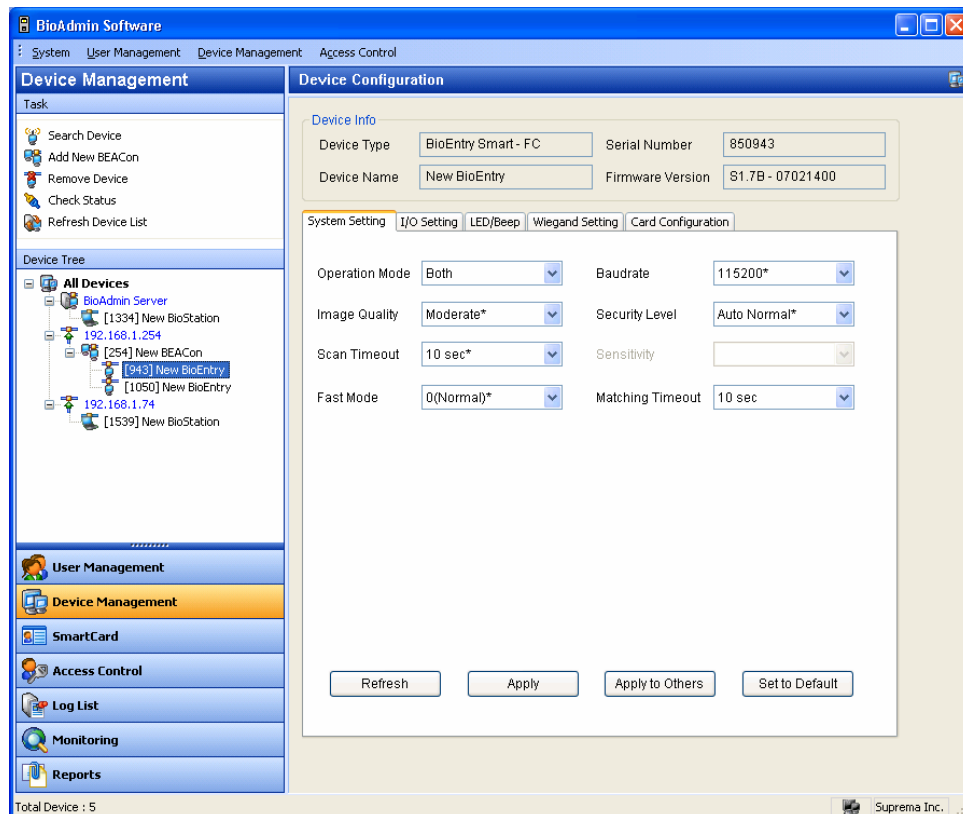 BioAdmin Software
System User Management Device Management Access Control
Device Management
Task
Search Device
Add New BEACon
Remove Device
Check Status
Refresh Device List
Device Tree
All Devices
BioAdmin Server
[1334] New BioStation
192.168.1.254
[254] New BEACon
[943] New BioEntry
[1050] New BioEntry
192.168.1.74
[1539] New BioStation
User Management
Device Management
SmartCard
Access Control
Log List
Monitoring
Reports
Device Configuration
Device Info
Device Type BioEntry Smart - FC Serial Number 850943
Device Name New BioEntry Firmware Version S1.7B - 07021400
System Setting I/O Setting LED/Beep Wiegand Setting Card Configuration
Operation Mode Both Baudrate 115200*
Image Quality Moderate* Security Level Auto Normal*
Scan Timeout 10 sec* Sensitivity
Fast Mode 0(Normal)* Matching Timeout 10 sec
Refresh Apply Apply to Others Set to Default
Total Device : 5 Suprema Inc.